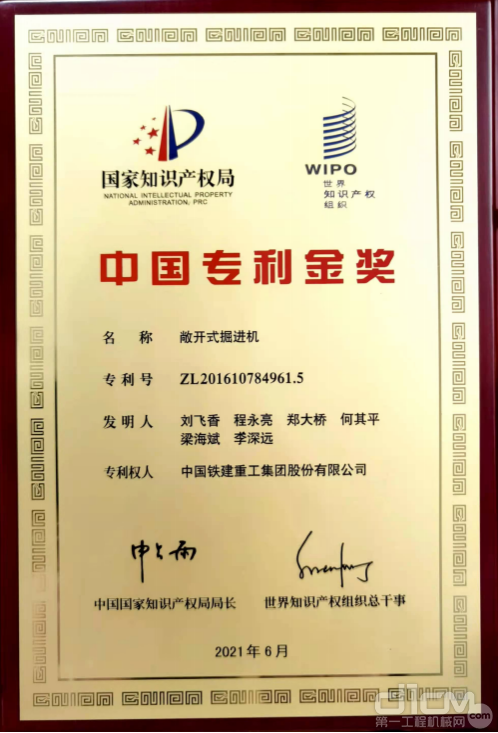 国家知识产权局
NATIONAL INTELLECTUAL PROPERTY
ADMINISTRATION, PRC
WIPO
世界
知识产权
组织
中国专利金奖
名称 敞开式掘进机
专利号 ZL201610784961.5
发明人 刘飞香 程永亮 郑大桥 何其平
梁海斌 李深远
专利权人 中国铁建重工集团股份有限公司
申长雨
中国国家知识产权局局长 世界知识产权组织总干事
2021年6月
d1cm.com
第一工程机械网